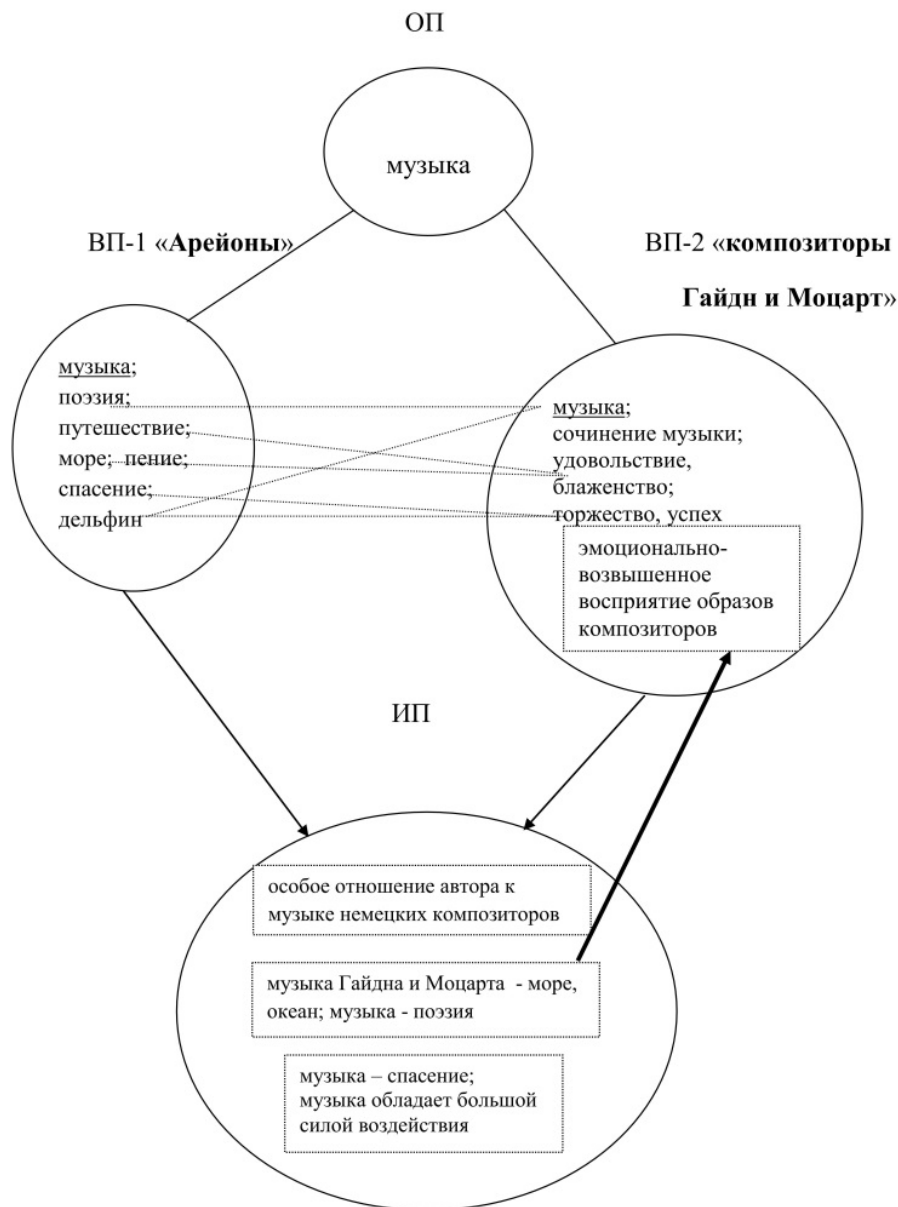 ОП
музыка
ВП-1 «Арейоны»
ВП-2 «композиторы
Гайдн и Моцарт»
музыка;
поэзия;
путешествие;
море; пение;
спасение;
дельфин
музыка;
сочинение музыки;
удовольствие,
блаженство;
торжество, успех
эмоционально-
возвышенное
восприятие образов
композиторов
ИП
особое отношение автора к
музыке немецких композиторов
музыка Гайдна и Моцарта - море,
океан; музыка - поэзия
музыка – спасение;
музыка обладает большой
силой воздействия